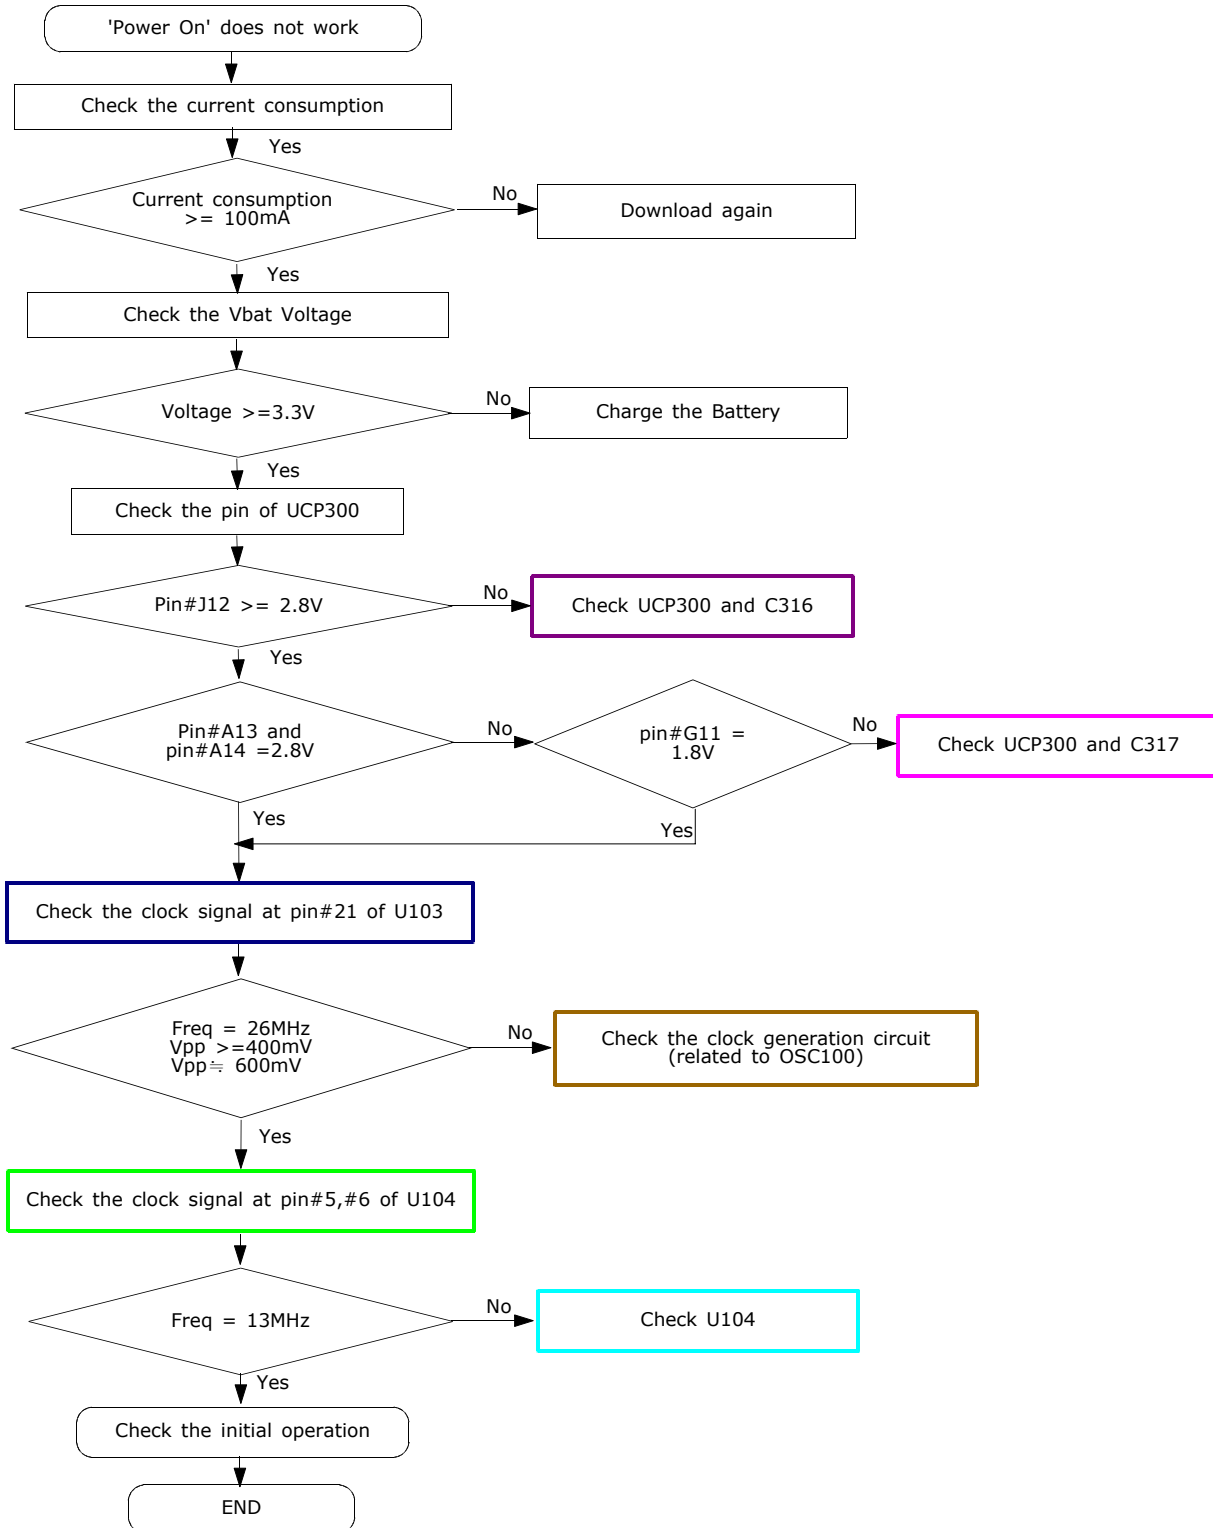 'Power On' does not work
Check the current consumption
Yes
Current consumption
>= 100mA
No
Download again
Yes
Check the Vbat Voltage
Voltage >=3.3V
No
Charge the Battery
Yes
Check the pin of UCP300
Pin#J12 >= 2.8V
No
Check UCP300 and C316
Yes
Pin#A13 and
pin#A14 =2.8V
No
pin#G11 =
1.8V
No
Check UCP300 and C317
Yes
Yes
Check the clock signal at pin#21 of U103
Freq = 26MHz
Vpp >=400mV
Vpp≒ 600mV
No
Check the clock generation circuit
(related to OSC100)
Yes
Check the clock signal at pin#5,#6 of U104
Freq = 13MHz
No
Check U104
Yes
Check the initial operation
END